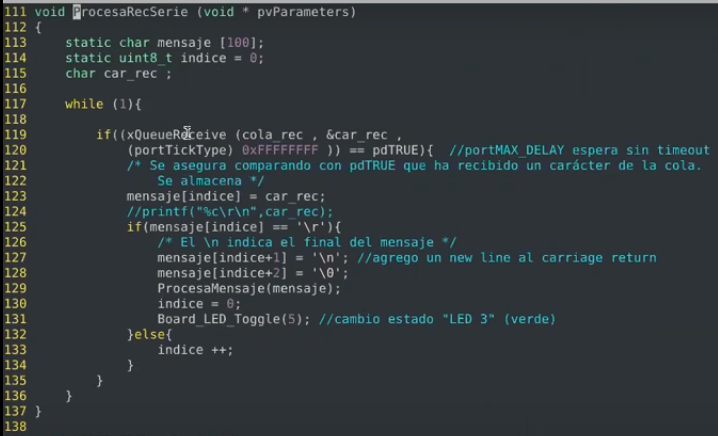 111 void ProcesaRecSerie (void * pvParameters)
112 {
113     static char mensaje [100];
114     static uint8_t indice = 0;
115     char car_rec ;
116
117     while (1){
118
119         if((xQueueReceive (cola_rec , &car_rec ,
120             (portTickType) 0xFFFFFFFF )) == pdTRUE){  //portMAX_DELAY espera sin timeout
121             /* Se asegura comparando con pdTRUE que ha recibido un carácter de la cola.
122                 Se almacena */
123             mensaje[indice] = car_rec;
124             //printf("%c\r\n",car_rec);
125             if(mensaje[indice] == '\r'){
126                 /* El \n indica el final del mensaje */
127                 mensaje[indice+1] = '\n'; //agrego un new line al carriage return
128                 mensaje[indice+2] = '\0';
129                 ProcesaMensaje(mensaje);
130                 indice = 0;
131                 Board_LED_Toggle(5); //cambio estado "LED 3" (verde)
132             }else{
133                 indice ++;
134             }
135         }
136     }
137 }
138